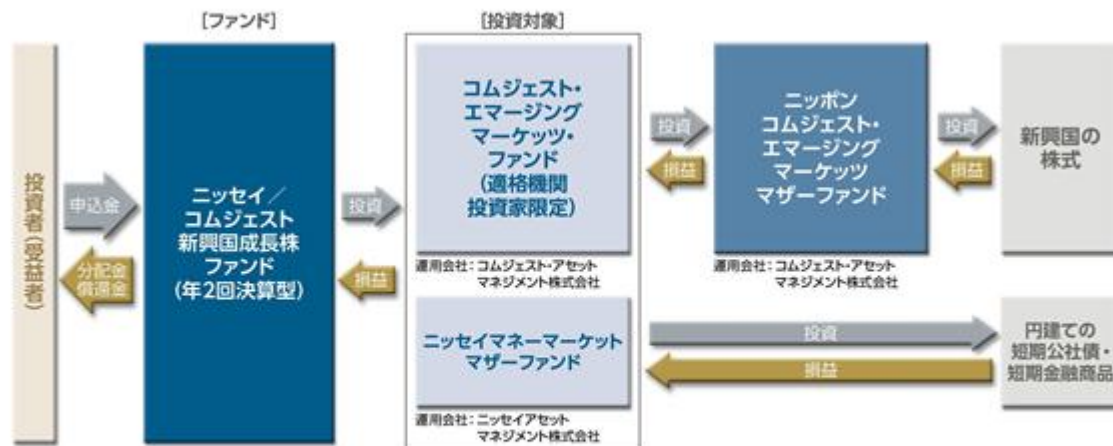 ［ファンド］
［投資対象］
投資者（受益者）
申込金
分配金
償還金
ニッセイ／
コムジェスト
新興国成長株
ファンド
（年2回決算型）
投資
損益
コムジェスト・
エマージング
マーケッツ・
ファンド
（適格機関
投資家限定）
運用会社：コムジェスト・アセット
マネジメント株式会社
投資
損益
ニッポン
コムジェスト・
エマージング
マーケッツ
マザーファンド
運用会社：コムジェスト・アセット
マネジメント株式会社
投資
損益
新興国の
株式
ニッセイマネーマーケット
マザーファンド
運用会社：ニッセイアセット
マネジメント株式会社
投資
損益
円建ての
短期公社債・
短期金融商品